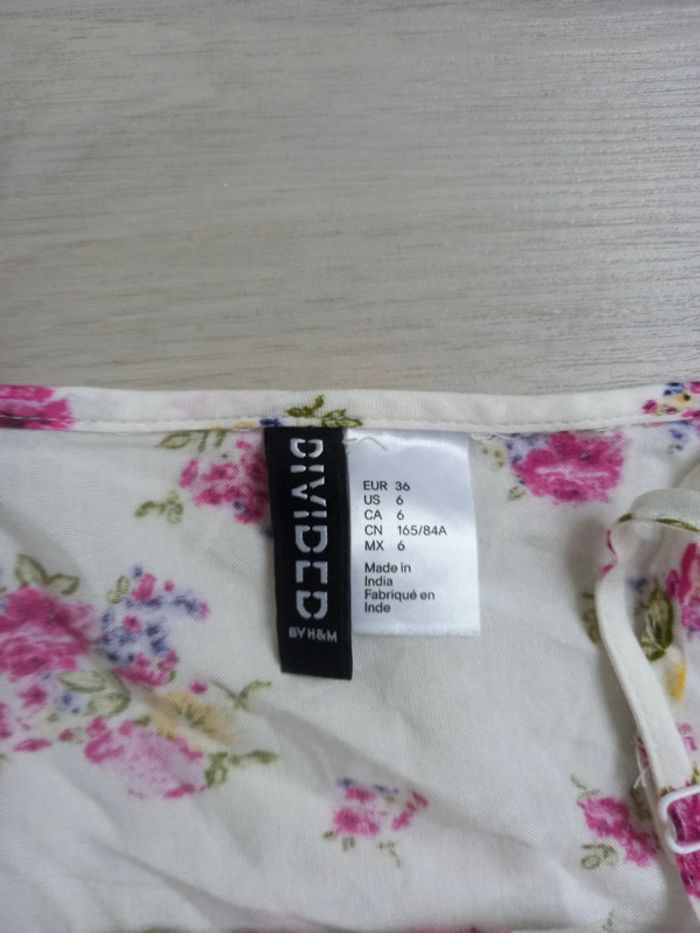 DIVIDED
BY H&M
EUR 36
US 6
CA 6
CN 165/84A
MX 6
Made in
India
Fabriqué en
Inde